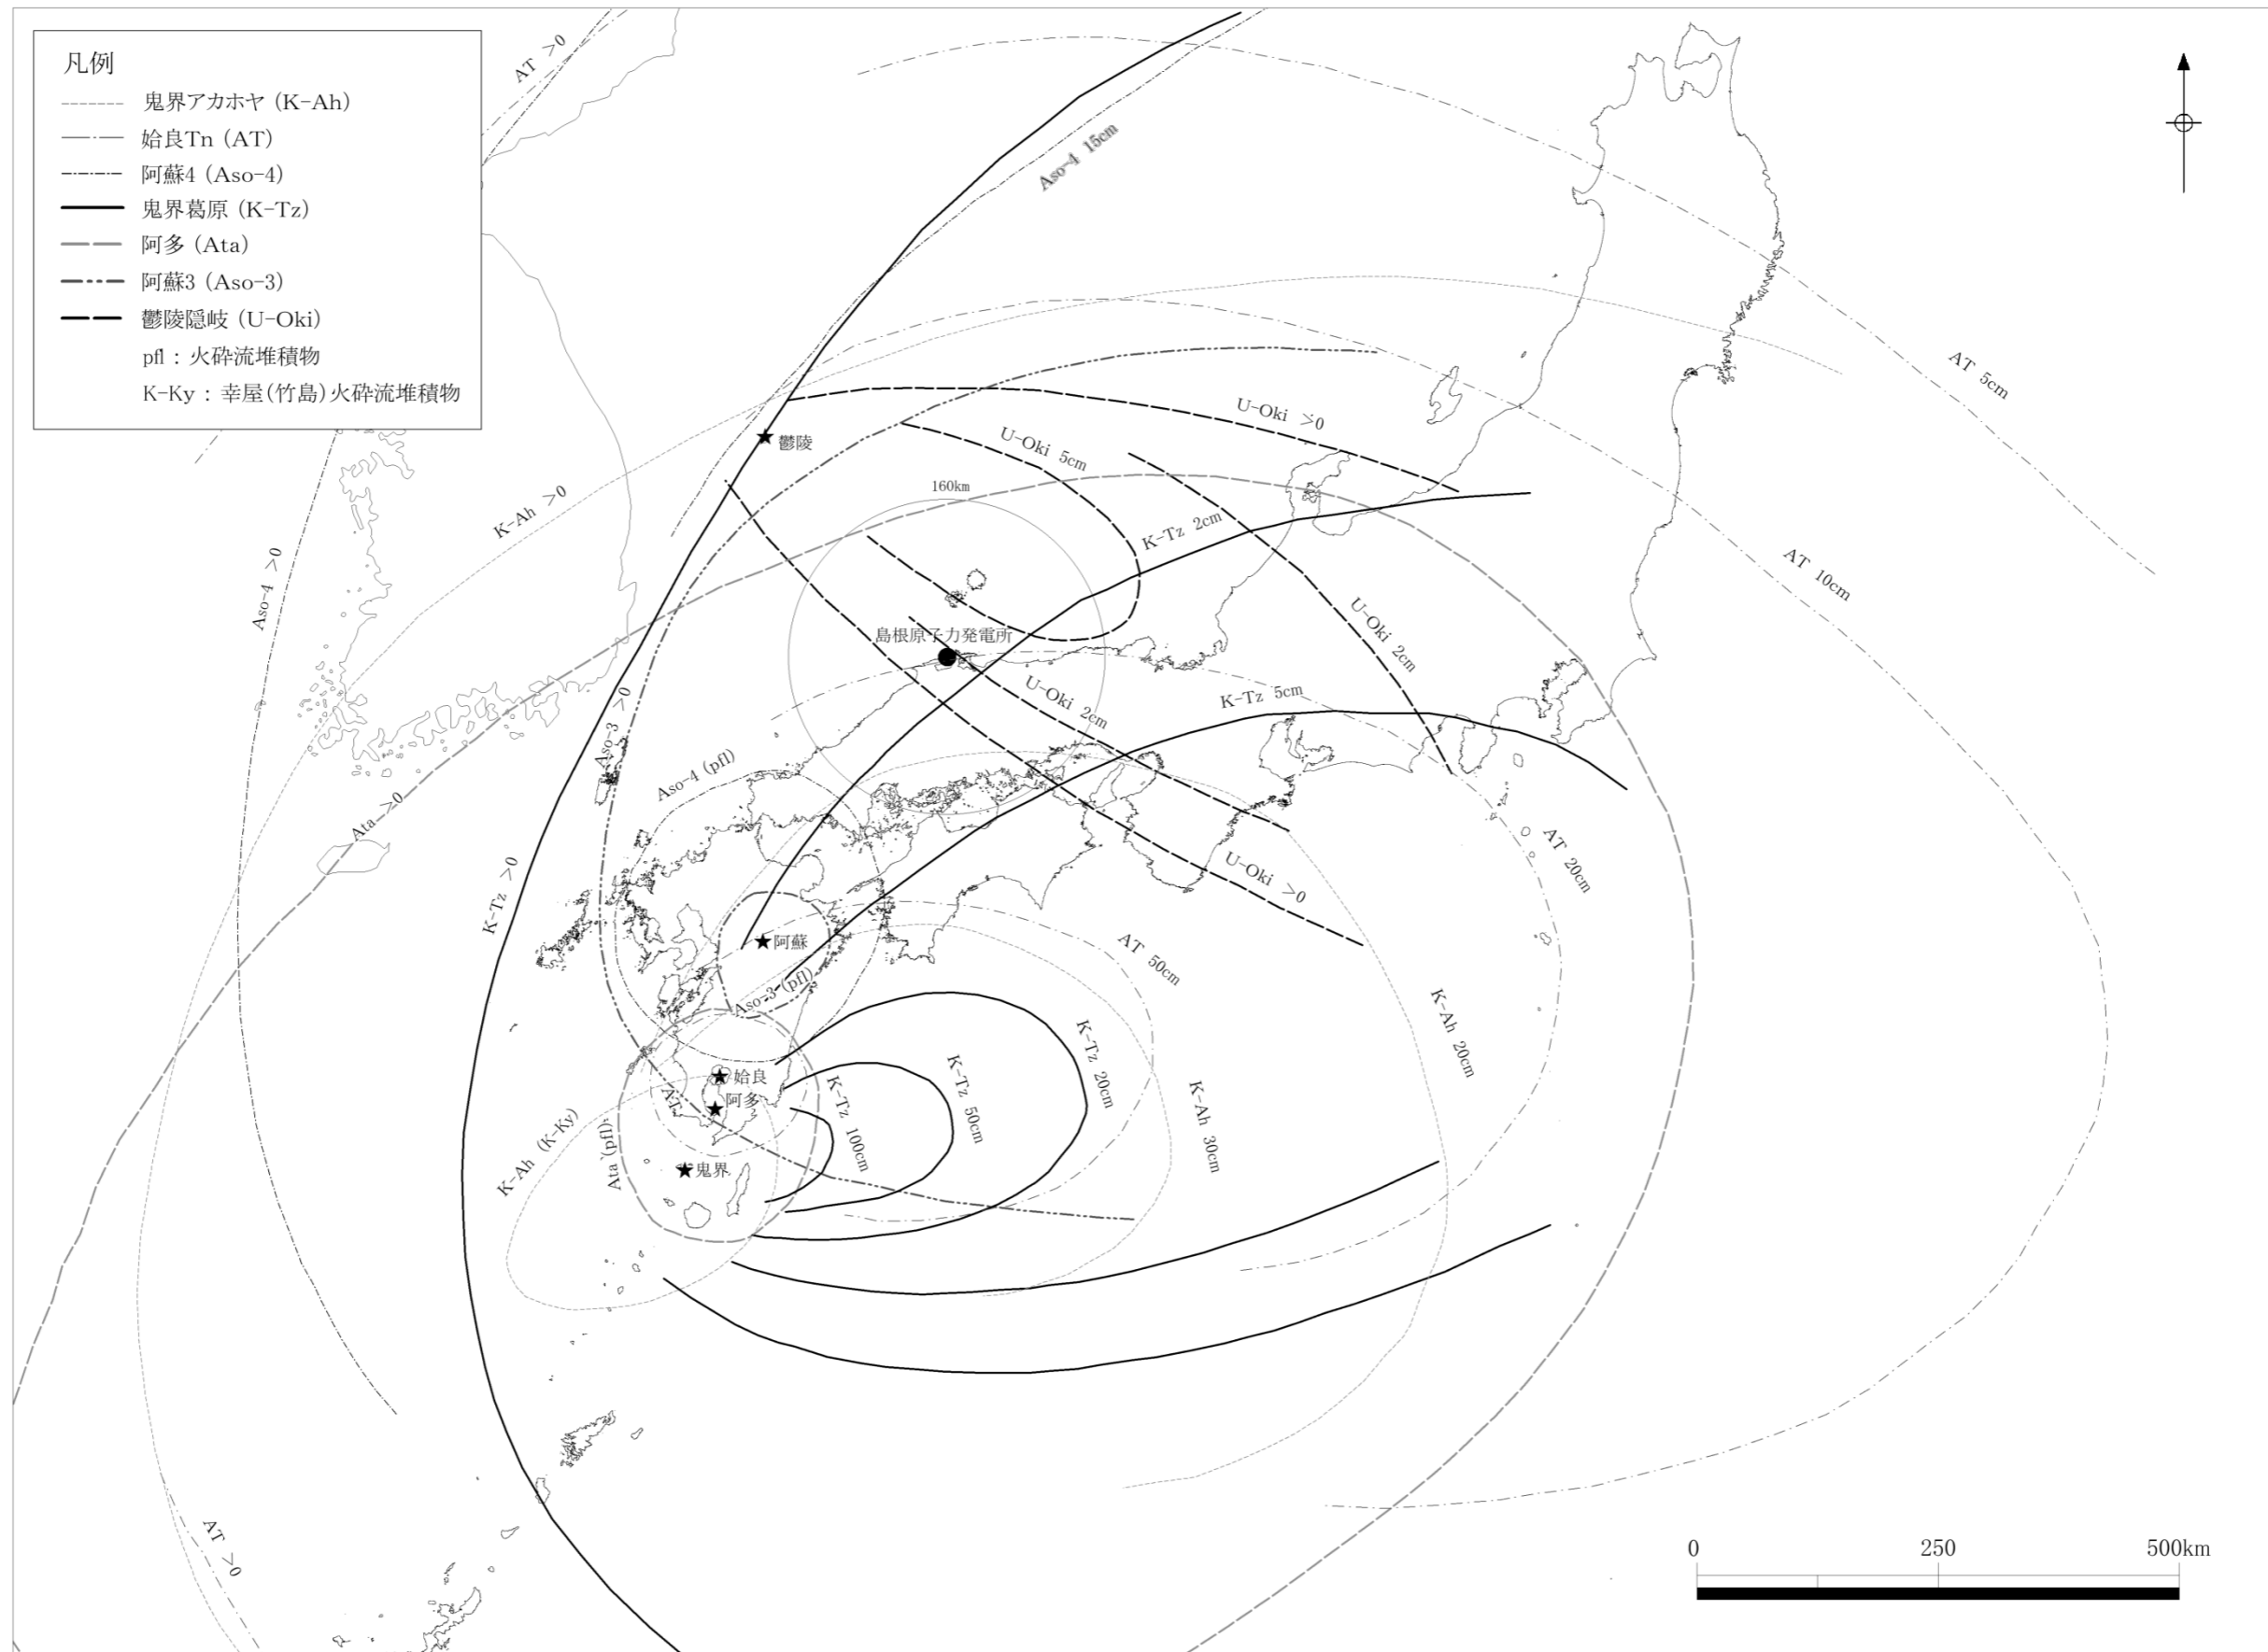 凡例
鬼界アカホヤ (K-Ah)
姶良Tn (AT)
阿蘇4 (Aso-4)
鬼界葛原 (K-Tz)
阿多 (Ata)
阿蘇3 (Aso-3)
鬱陵隠岐 (U-Oki)
pfl : 火砕流堆積物
K-Ky : 幸屋(竹島)火砕流堆積物
AT >0
Aso-4 15cm
AT 5cm
U-Oki >0
鬱陵
U-Oki 5cm
160km
K-Ah >0
K-Tz 2cm
Aso-4 >0
AT 10cm
U-Oki 2cm
島根原子力発電所
U-Oki 2cm
K-Tz 5cm
Aso-3 >0
Aso-4 (pfl)
Ata >0
AT 20cm
K-Tz >0
U-Oki >0
阿蘇
AT 50cm
Aso-3 (pfl)
K-Ah 20cm
K-Tz 20cm
姶良
K-Tz 50cm
K-Tz 100cm
AT
阿多
K-Ah 30cm
K-Ah (K-Ky)
Ata (pfl)
鬼界
AT >0
0 250 500km